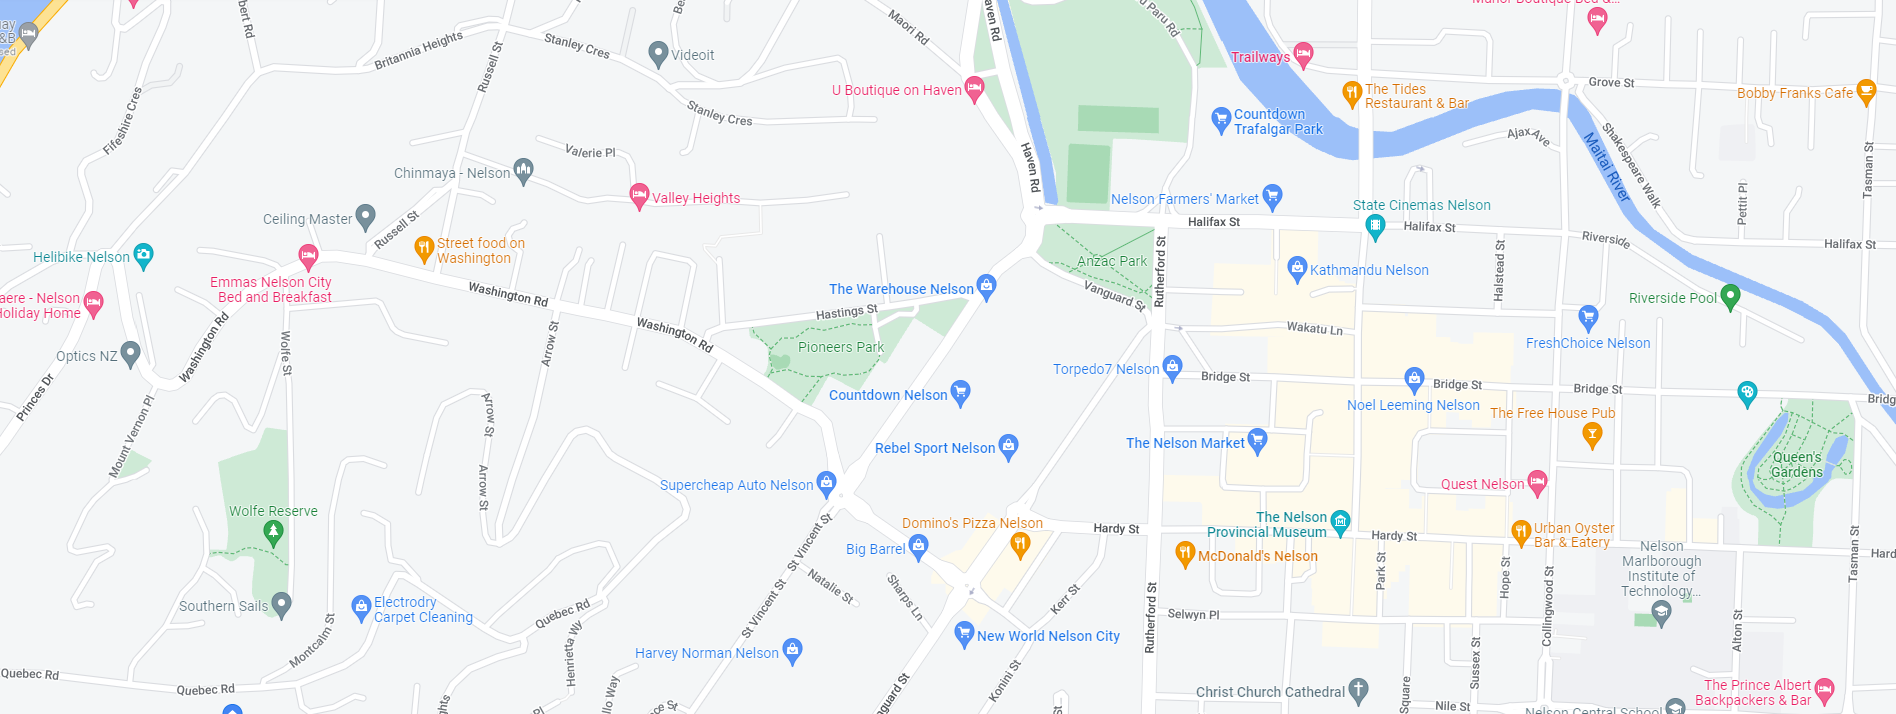 Manor Boutique Bed &...
Haven Rd
Maori Rd
Stanley Cres
Britannia Heights
Russell St
Videoit
Trailways
Grove St
U Boutique on Haven
The Tides
Restaurant & Bar
Bobby Franks Cafe
Stanley Cres
Countdown
Trafalgar Park
Fifeshire Cres
Ajax Ave
Shakespeare Walk
Maitai River
Valerie Pl
Haven Rd
Chinmaya - Nelson
Valley Heights
Nelson Farmers' Market
State Cinemas Nelson
Tasman St
Pettit Pl
Ceiling Master
Russell St
Halifax St
Halifax St
Riverside
Halifax St
Helibike Nelson
Street food on
Washington
Anzac Park
Rutherford St
Kathmandu Nelson
Halstead St
Emmas Nelson City
Bed and Breakfast
Washington Rd
The Warehouse Nelson
Vanguard St
Riverside Pool
aere - Nelson
Holiday Home
Hastings St
Wakatu Ln
Washington Rd
Washington Rd
Pioneers Park
FreshChoice Nelson
Optics NZ
Wolfe St
Arrow St
Torpedo7 Nelson
Bridge St
Bridge St
Bridge St
Princes Dr
Countdown Nelson
Noel Leeming Nelson
The Free House Pub
Mount Vernon Pl
Arrow St
Rebel Sport Nelson
The Nelson Market
Queen's
Gardens
Arrow St
Supercheap Auto Nelson
Quest Nelson
Wolfe Reserve
Domino's Pizza Nelson
Hardy St
The Nelson
Provincial Museum
Hardy St
Urban Oyster
Bar & Eatery
St Vincent St
Big Barrel
McDonald's Nelson
Nelson
Marlborough
Institute of
Technology...
Tasman St
Park St
Hope St
Collingwood St
Natalie St
Sharps Ln
Kerr St
Southern Sails
Electrodry
Carpet Cleaning
Quebec Rd
St Vincent St
Rutherford St
Selwyn Pl
Alton St
Montcalm St
Henrietta Wy
New World Nelson City
Harvey Norman Nelson
Sussex St
Quebec Rd
Quebec Rd
Konini St
Christ Church Cathedral
The Prince Albert
Backpackers & Bar
Square
Nile St
Nelson Central School